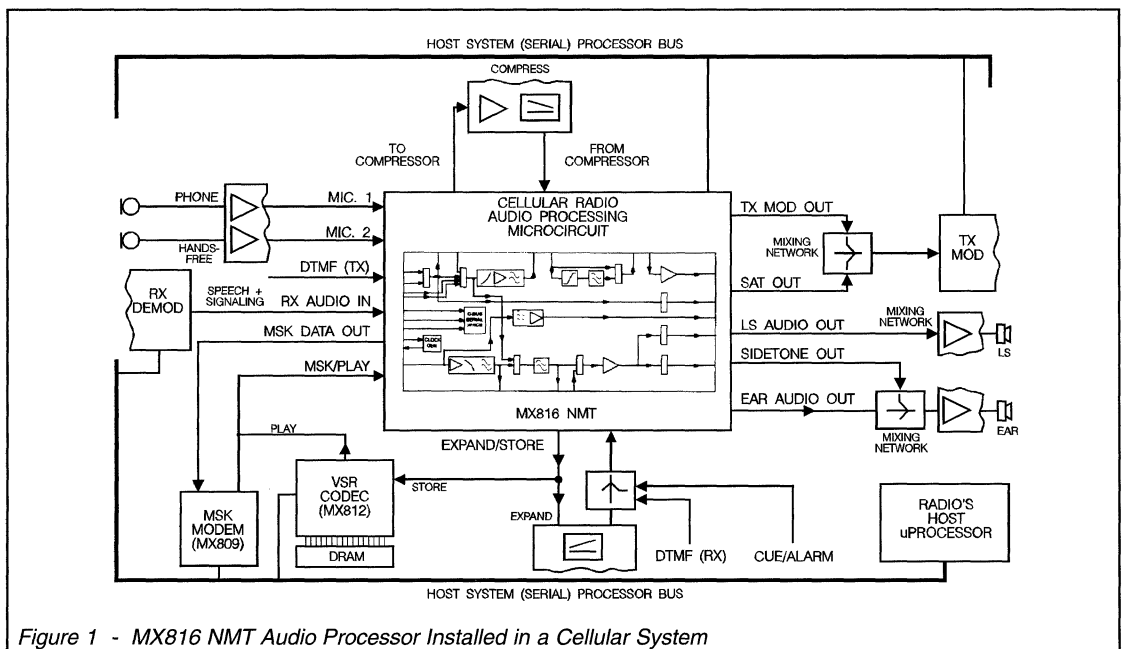 HOST SYSTEM (SERIAL) PROCESSOR BUS
COMPRESS
TO
COMPRESSOR
FROM
COMPRESSOR
PHONE
HANDS-
FREE
MIC. 1
MIC. 2
DTMF (TX)
RX
DEMOD
SPEECH +
SIGNALING
RX AUDIO IN
MSK DATA OUT
MSK/PLAY
CELLULAR RADIO
AUDIO PROCESSING
MICROCIRCUIT
C-BUS
SERIAL
CLOCK
GEN
MX816 NMT
TX MOD OUT
MIXING
NETWORK
TX
MOD
SAT OUT
LS AUDIO OUT
MIXING
NETWORK
LS
SIDETONE OUT
EAR AUDIO OUT
MIXING
NETWORK
EAR
EXPAND/STORE
PLAY
VSR
CODEC
(MX812)
STORE
DRAM
MSK
MODEM
(MX809)
EXPAND
DTMF (RX)
CUE/ALARM
RADIO'S
HOST
uPROCESSOR
HOST SYSTEM (SERIAL) PROCESSOR BUS
Figure 1 - MX816 NMT Audio Processor Installed in a Cellular System